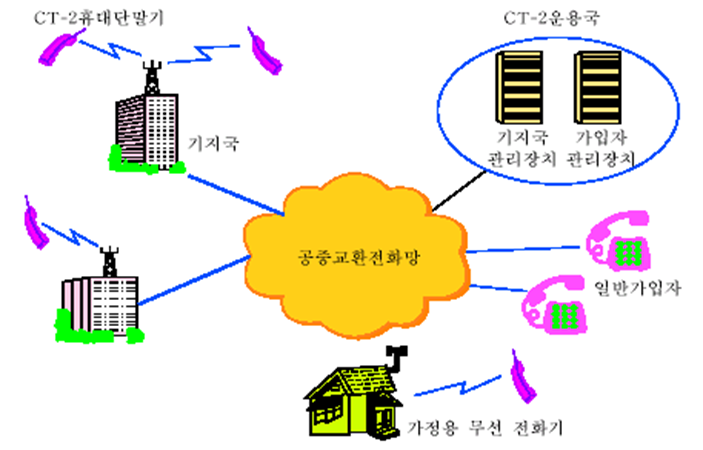 CT-2휴대단말기
CT-2운용국
기지국
기지국 가입자
관리장치 관리장치
공중교환전화망
일반가입자
가정용 무선 전화기